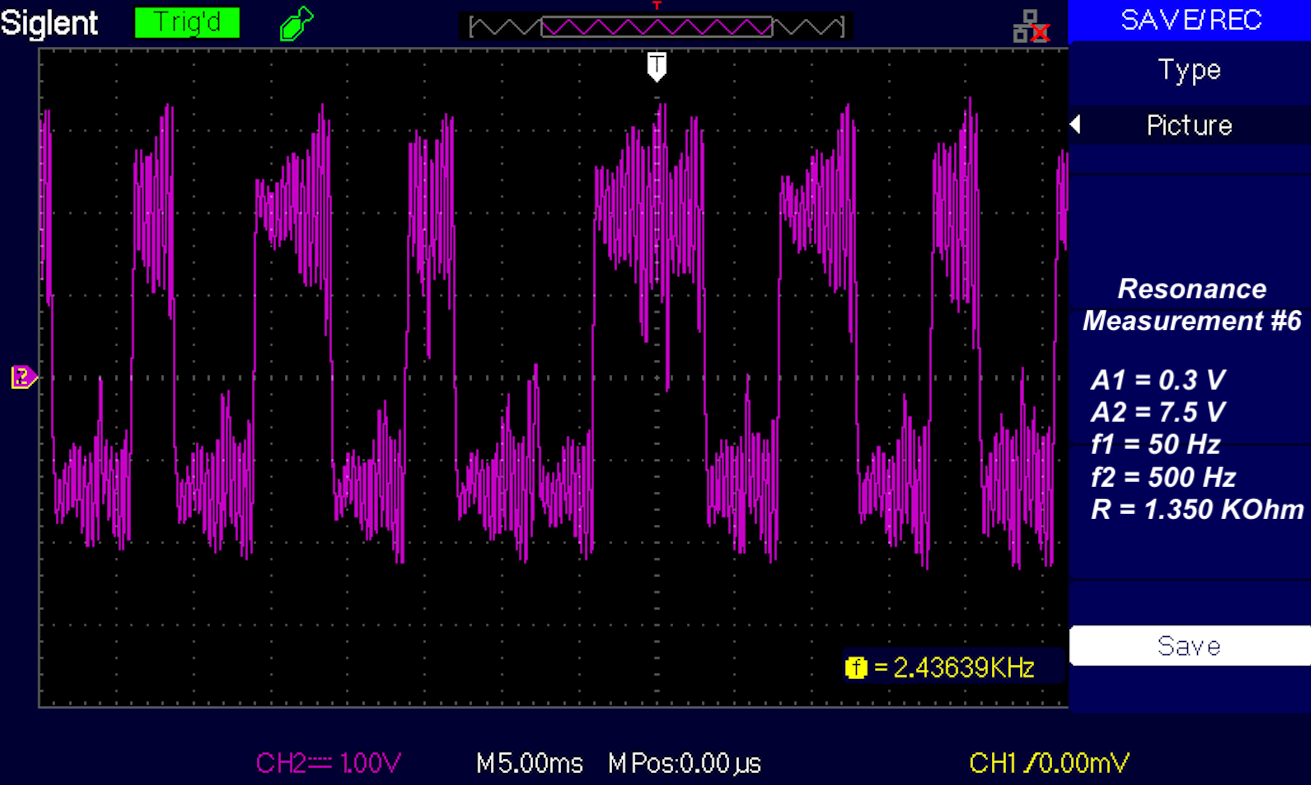 Siglent
Trig'd
T
SAVE/REC
Type
T
Picture
Resonance
Measurement #6
2
A1 = 0.3 V
A2 = 7.5 V
f1 = 50 Hz
f2 = 500 Hz
R = 1.350 KOhm
Save
f = 2.43639KHz
CH2 1.00V
M5.00ms
MPos:0.00µs
CH1 /0.00mV